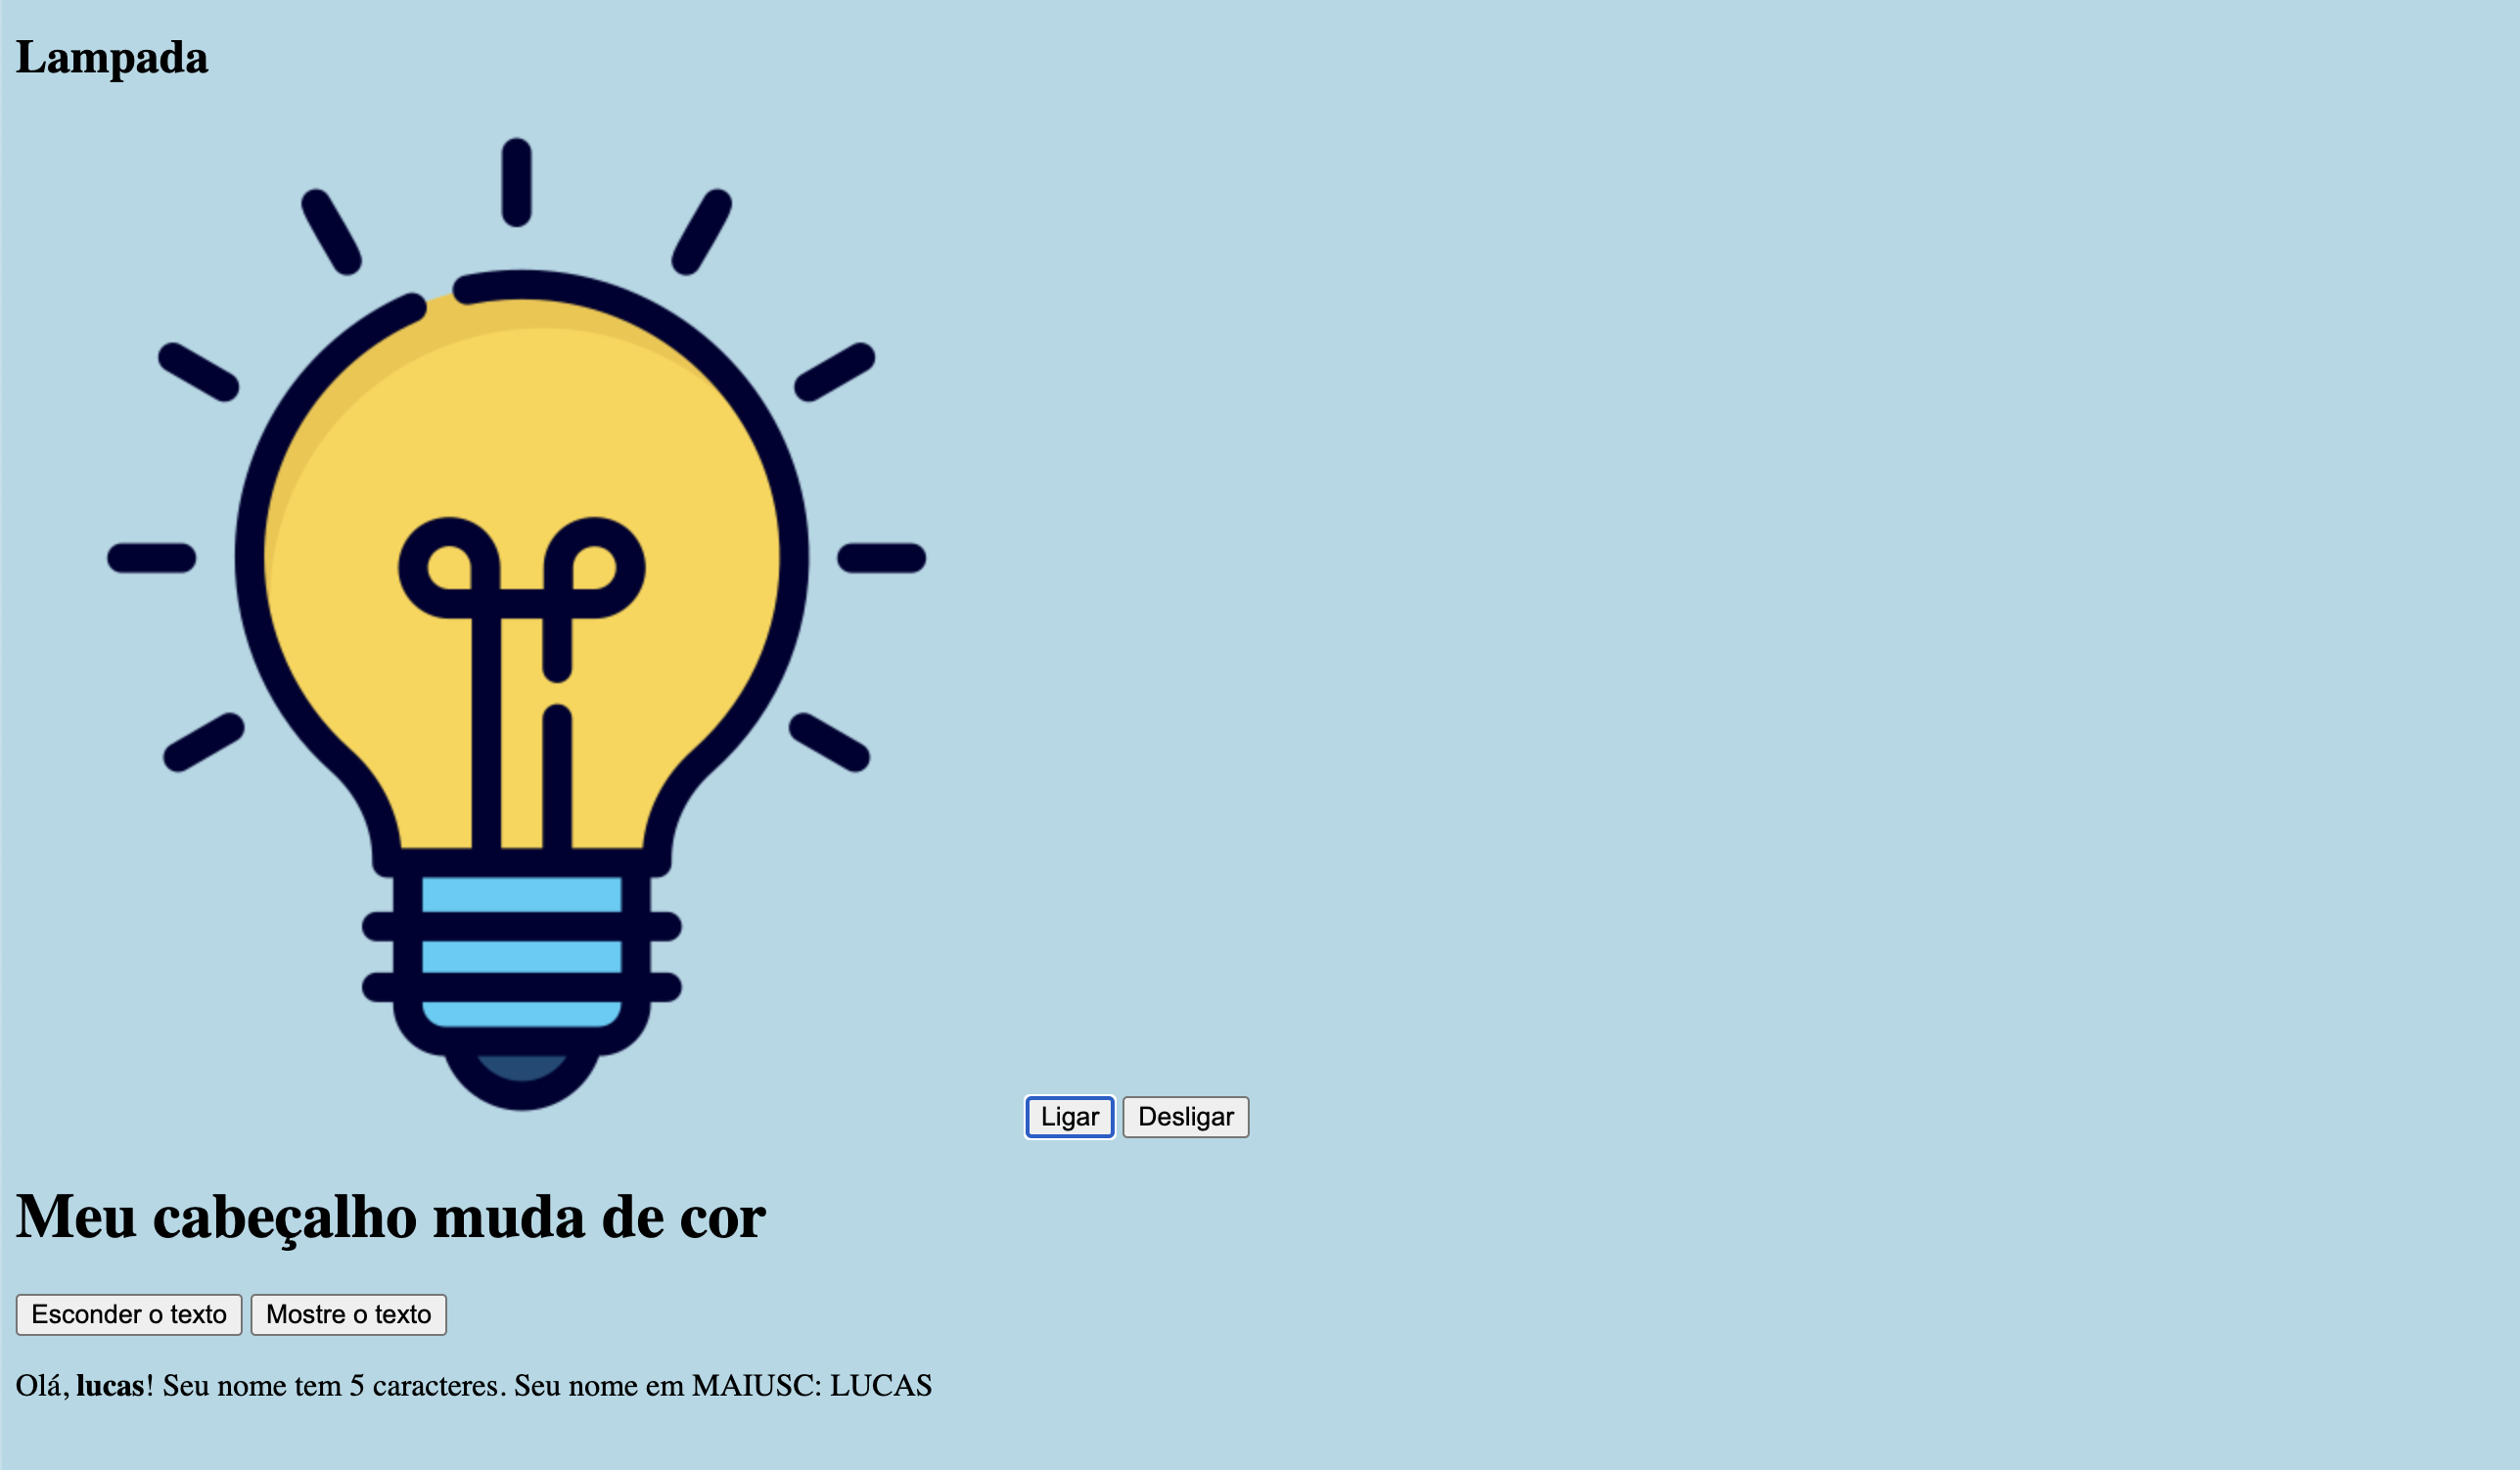 Lampada
Ligar Desligar
Meu cabeçalho muda de cor
Esconder o texto Mostre o texto
Olá, lucas! Seu nome tem 5 caracteres. Seu nome em MAIUSC: LUCAS